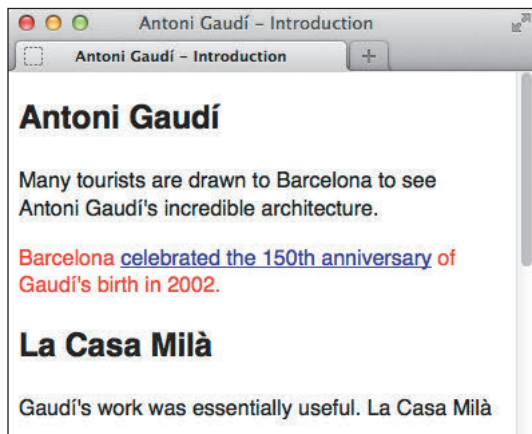 Antoni Gaudí – Introduction
Antoni Gaudí – Introduction
Antoni Gaudí
Many tourists are drawn to Barcelona to see
Antoni Gaudí's incredible architecture.
Barcelona celebrated the 150th anniversary of
Gaudí's birth in 2002.
La Casa Milà
Gaudí's work was essentially useful. La Casa Milà